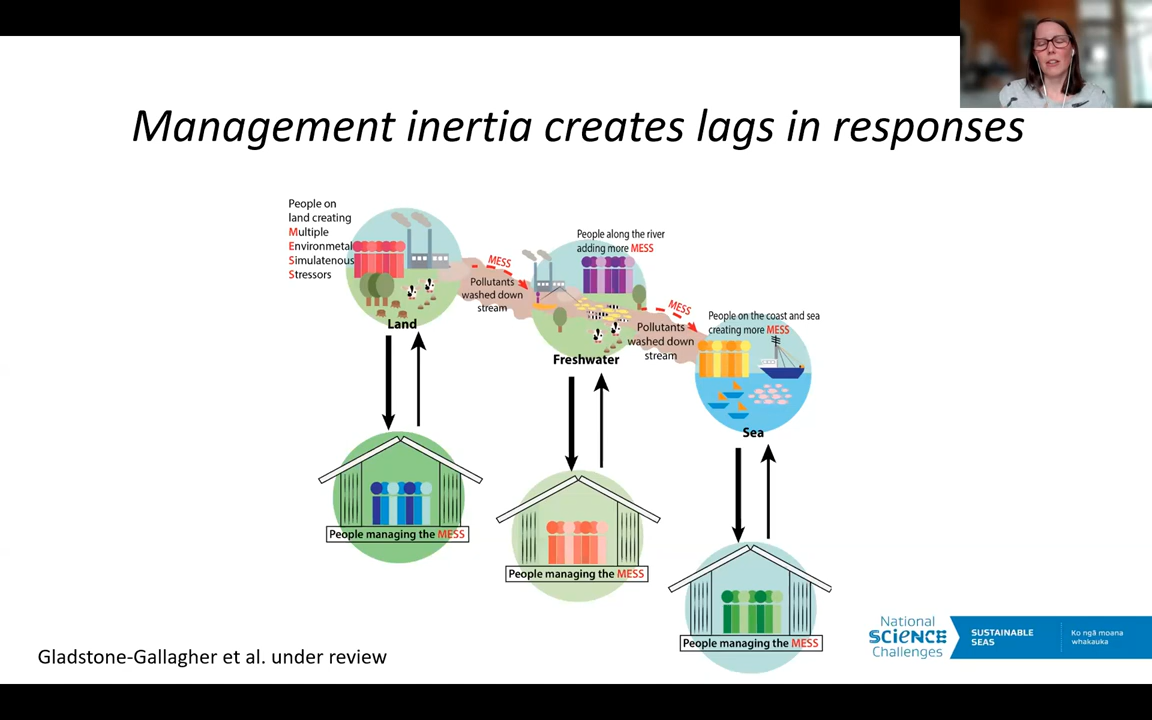 Management inertia creates lags in responses
People on
land creating
Multiple
Environmetal
Simulatenous
Stressors
MESS
Pollutants
washed down
stream
Land
People along the river
adding more MESS
MESS
Pollutants
washed down
stream
Freshwater
People on the coast and sea
creating more MESS
Sea
People managing the MESS
People managing the MESS
People managing the MESS
Gladstone-Gallagher et al. under review
National
SCIENCE
Challenges
SUSTAINABLE
SEAS
Ko ngā moana
whakauka